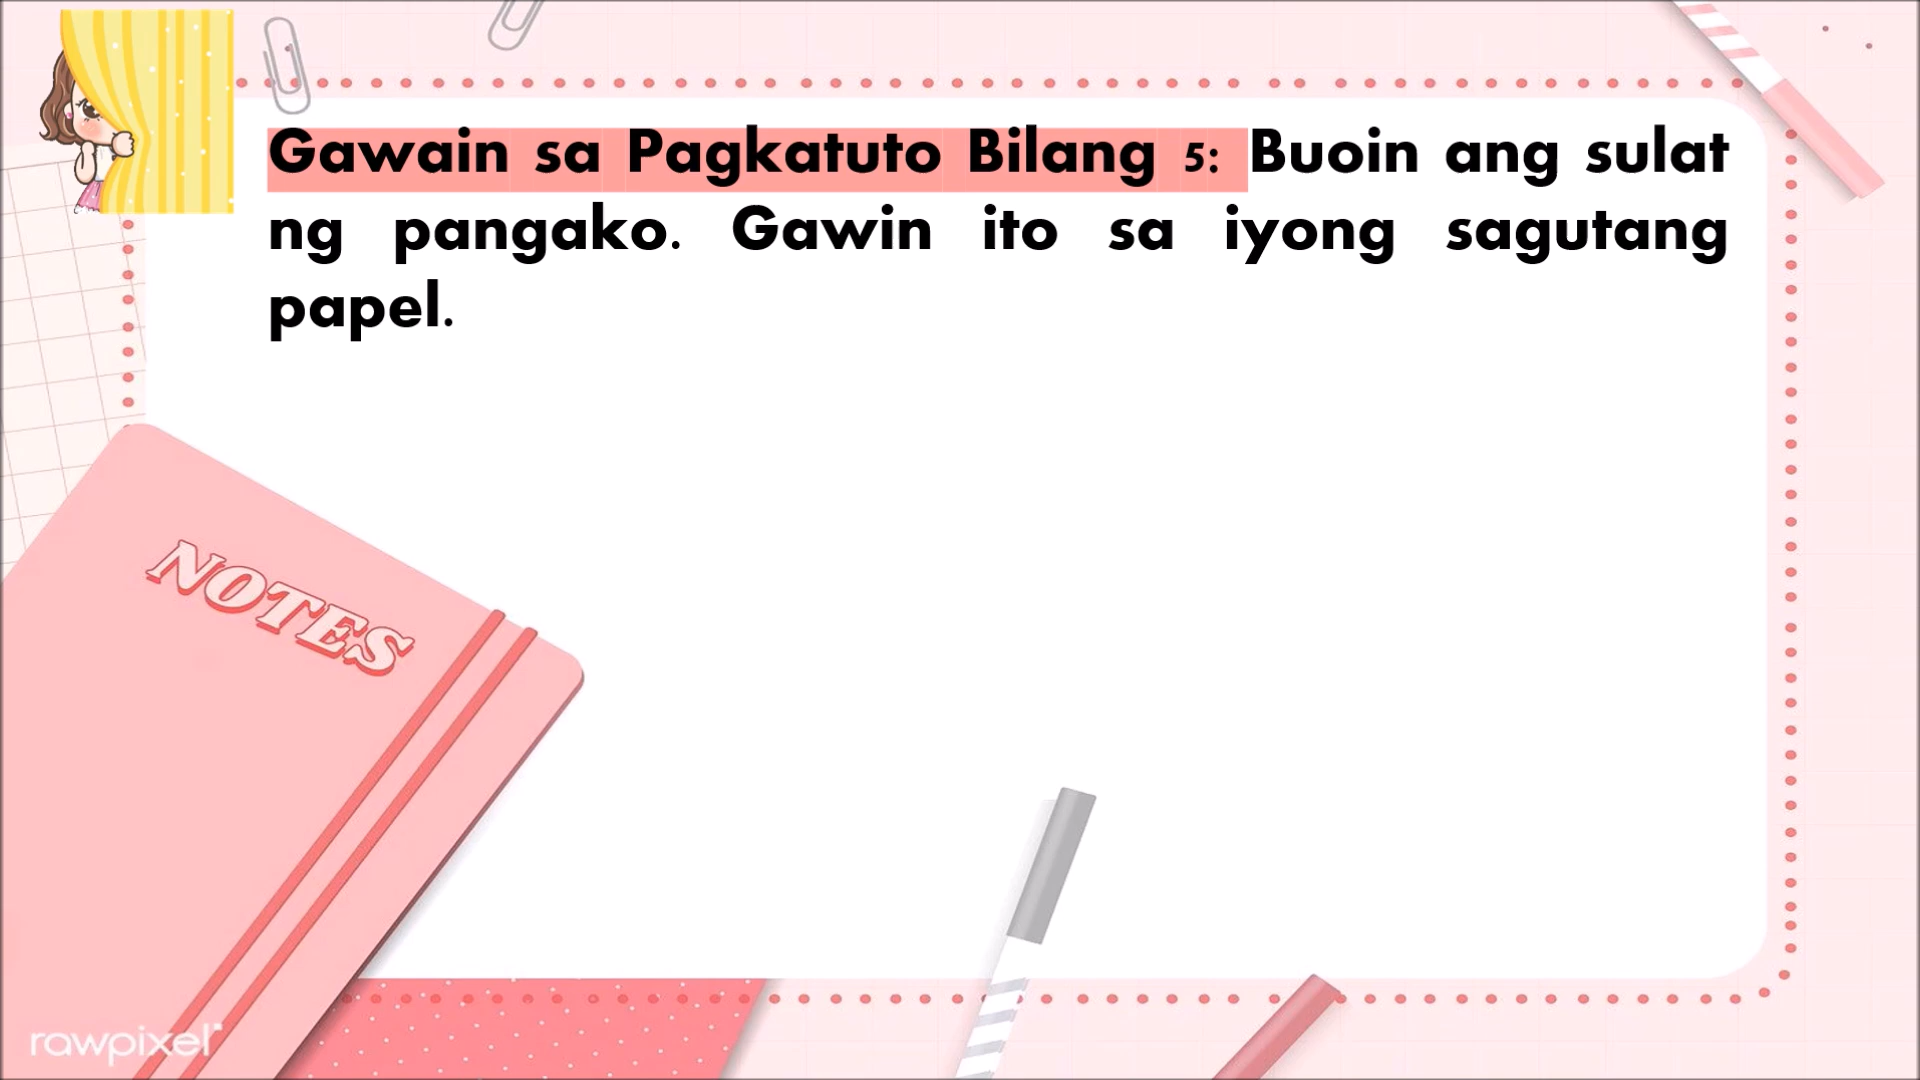 Gawain sa Pagkatuto Bilang 5: Buoin ang sulat
ng pangako. Gawin ito sa iyong sagutang
papel.
NOTES
rawpixel